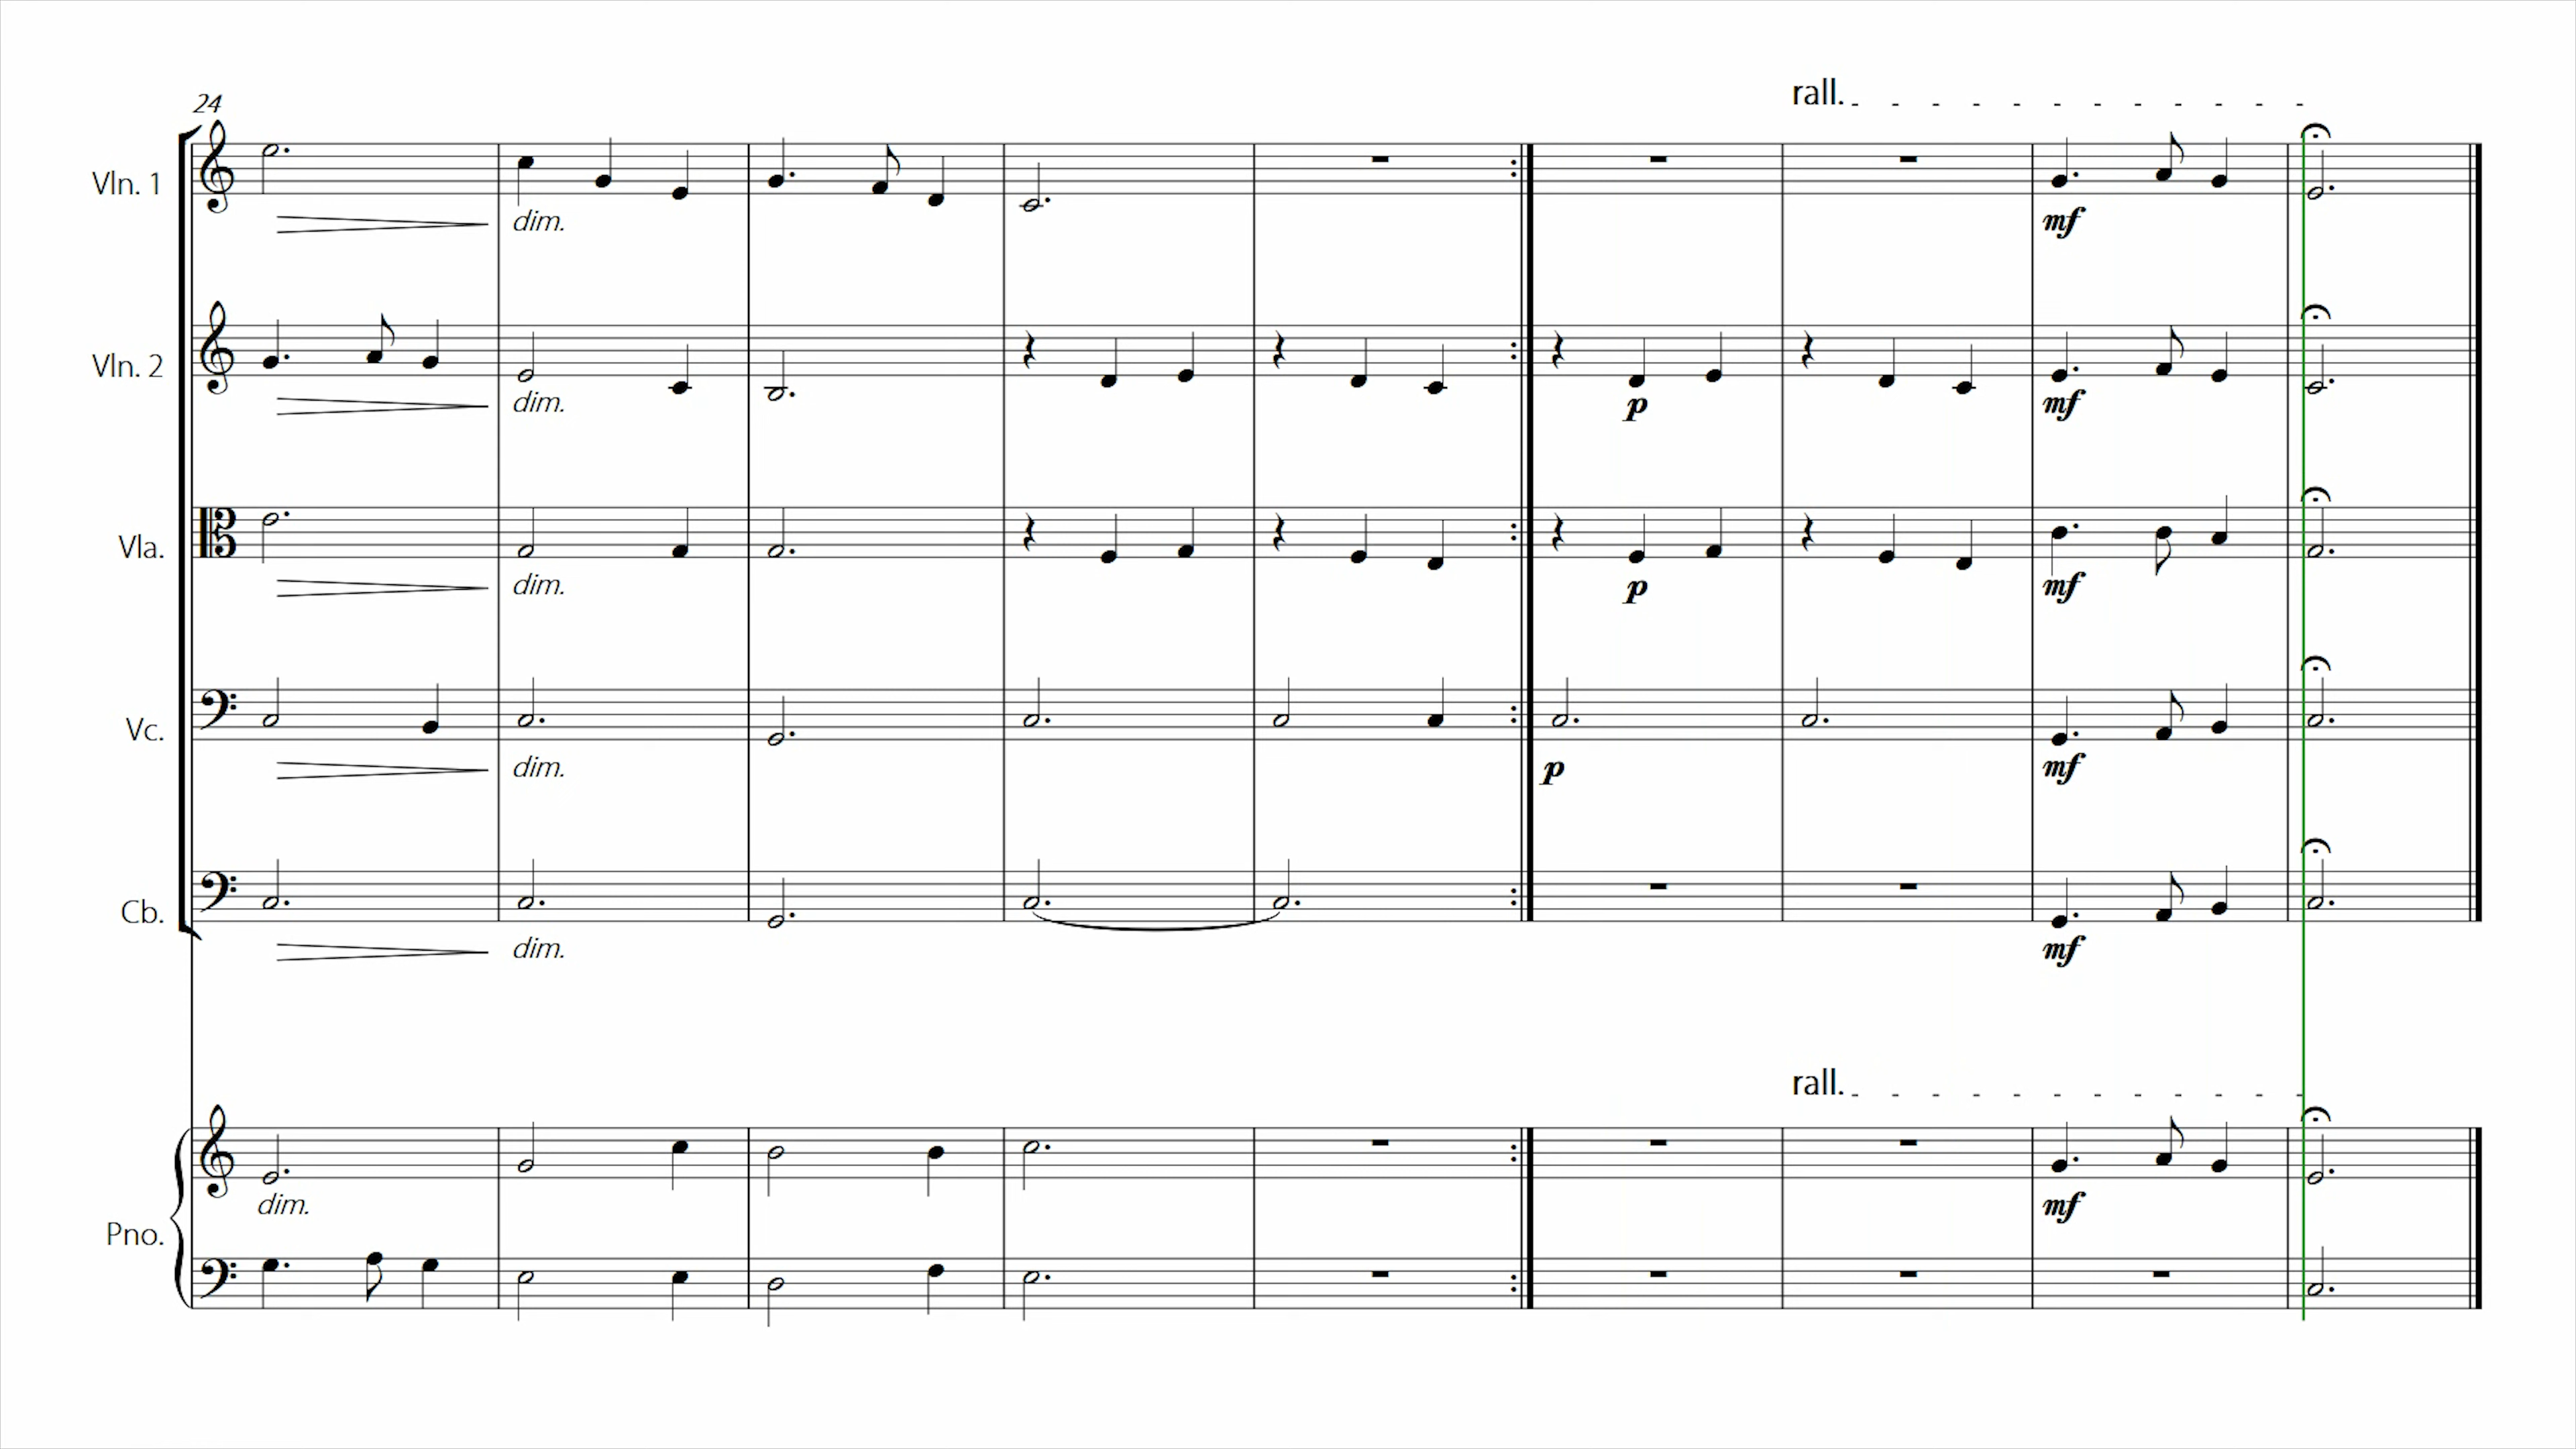 rall.
24
Vln. 1
dim.
mf
Vln. 2
dim.
p
mf
Vla.
dim.
p
mf
Vc.
dim.
p
mf
Cb.
dim.
mf
rall.
dim.
mf
Pno.